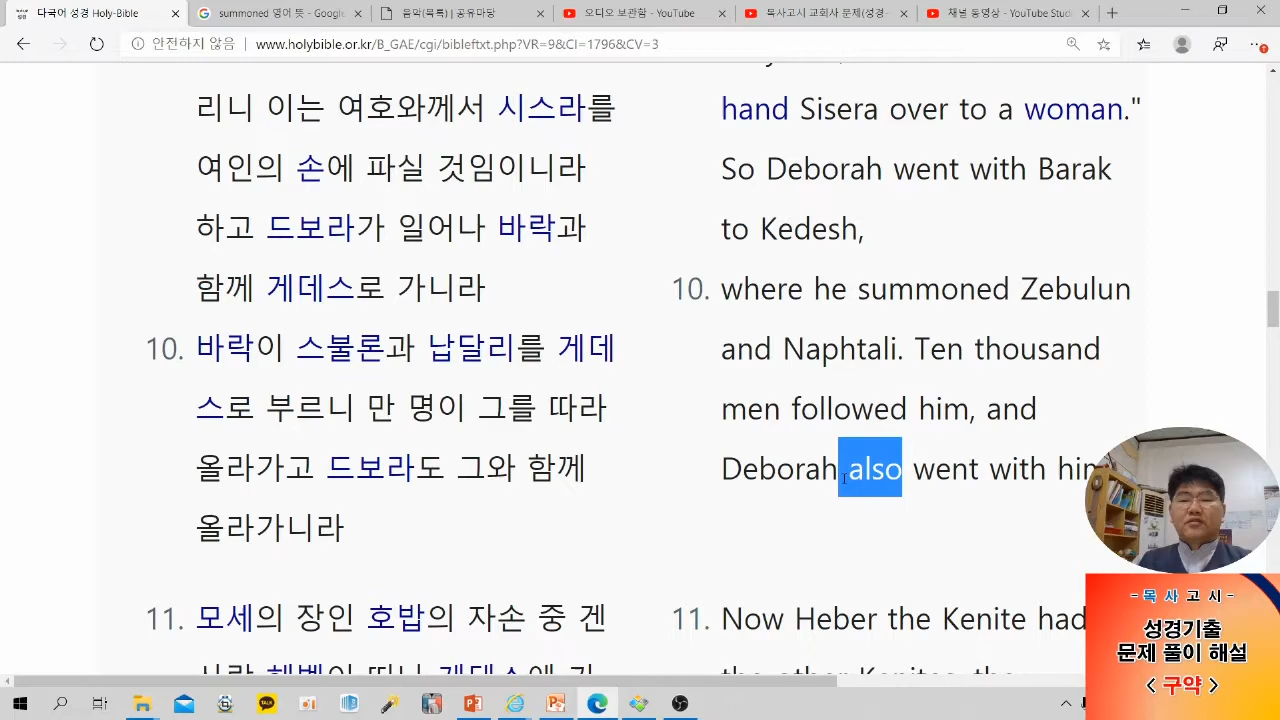 다국어 성경 Holy-Bible
summoned 영어 뜻 - Google
음악(목록) | 공유마당
오디오 보관함 - YouTube
목사고시 교회사 문제(성경-
채널 동영상 - YouTube Stud
안전하지 않음 | www.holybible.or.kr/B_GAE/cgi/bibleftxt.php?VR=9&CI=1796&CV=3
리니 이는 여호와께서 시스라를
여인의 손에 파실 것임이니라
하고 드보라가 일어나 바락과
함께 게데스로 가니라
10. 바락이 스불론과 납달리를 게데
스로 부르니 만 명이 그를 따라
올라가고 드보라도 그와 함께
올라가니라
11. 모세의 장인 호밥의 자손 중 겐
hand Sisera over to a woman."
So Deborah went with Barak
to Kedesh,
10. where he summoned Zebulun
and Naphtali. Ten thousand
men followed him, and
Deborah also went with him
11. Now Heber the Kenite had
the other Kenites, the
- 목사고시 -
성경기출
문제 풀이 해설
< 구약 >